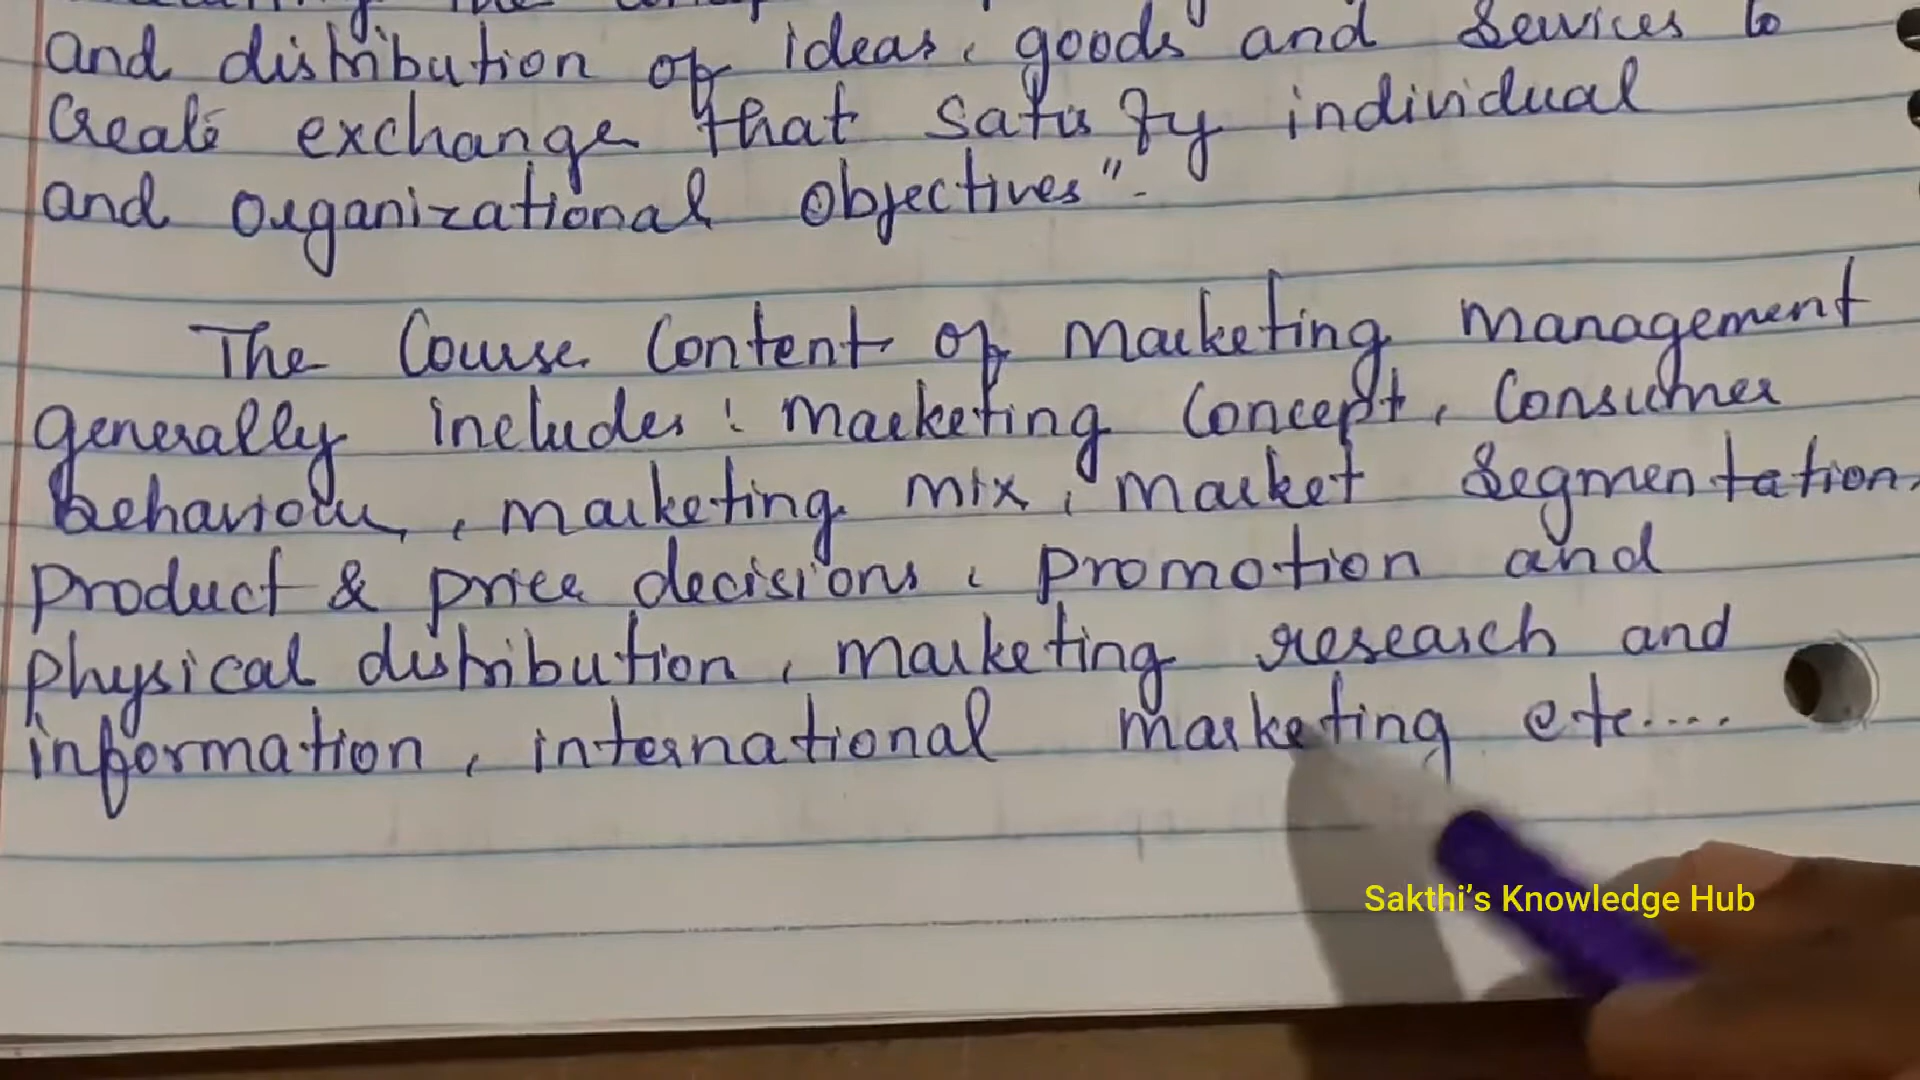 and distribution of ideas, goods and services to
create exchange that satisfy individual
and organizational objectives".
The Course Content of marketing management
generally includes : marketing concept, Consumer
behaviour, marketing mix, market segmentation,
product & price decisions, promotion and
physical distribution, marketing research and
information, international marketing etc....
Sakthi's Knowledge Hub